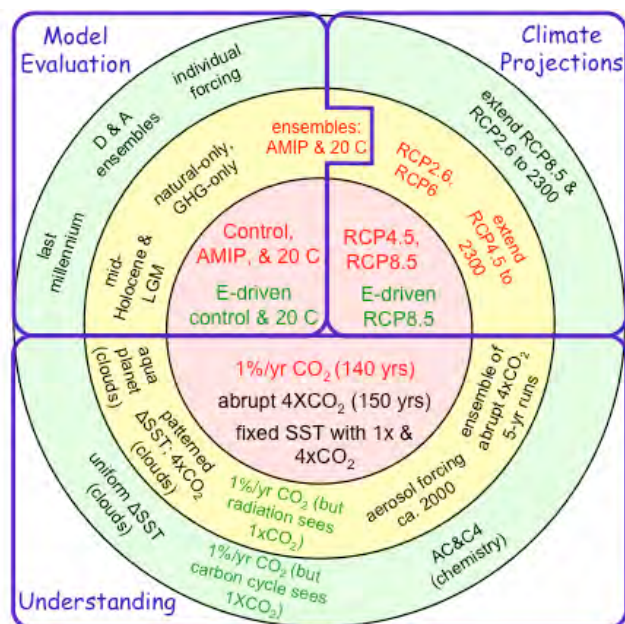 Model
Evaluation
Climate
Projections
individual
forcing
D & A
ensembles
last
millennium
extend RCP8.5 &
RCP2.6 to 2300
ensembles:
AMIP & 20 C
natural-only,
GHG-only
mid-
Holocene &
LGM
RCP2.6,
RCP6
extend
RCP4.5 to
2300
Control,
AMIP, & 20 C
E-driven
control & 20 C
RCP4.5,
RCP8.5
E-driven
RCP8.5
1%/yr CO₂ (140 yrs)
abrupt 4XCO₂ (150 yrs)
fixed SST with 1x &
4xCO₂
aqua
planet
(clouds)
patterned
ΔSST; 4xCO₂
(clouds)
1%/yr CO₂ (but
radiation sees
1xCO₂)
aerosol forcing
ca. 2000
ensemble of
abrupt 4xCO₂
5-yr runs
uniform ΔSST
(clouds)
1%/yr CO₂ (but
carbon cycle sees
1XCO₂)
AC&C4
(chemistry)
Understanding